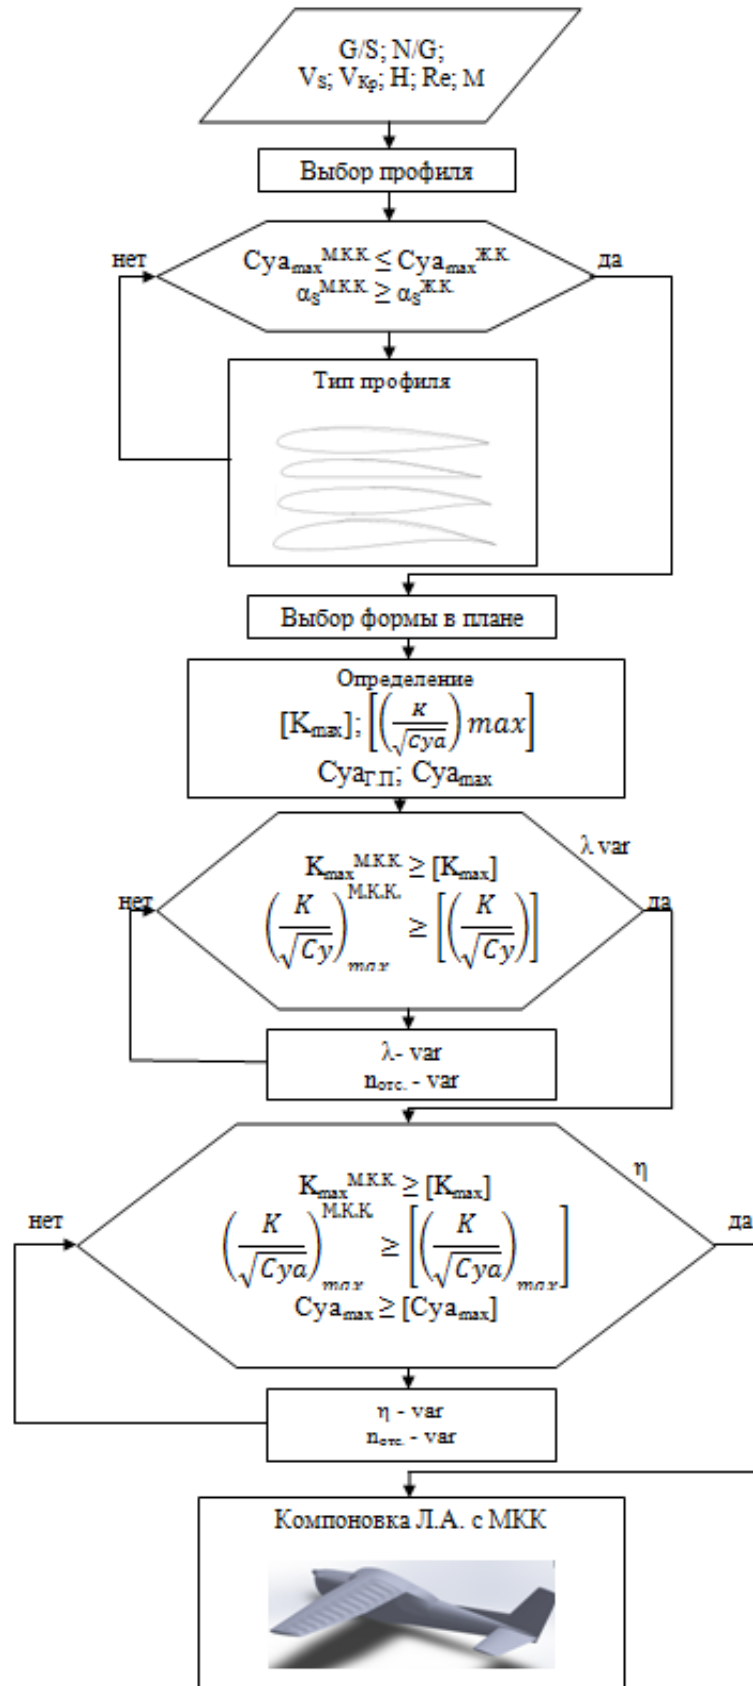 G/S; N/G;
V_S; V_Кр; H; Re; M
Выбор профиля
нет
Cya_max^М.К.К. ≤ Cya_max^Ж.К.
α_S^М.К.К. ≥ α_S^Ж.К.
да
Тип профиля
Выбор формы в плане
Определение
[K_max]; [(к/√Cya) max]
Cya_Г.П; Cya_max
λ var
K_max^М.К.К. ≥ [K_max]
нет
(K/√Cy)_max^М.К.К. ≥ [(K/√Cy)]
да
λ- var
n_отс. - var
η
K_max^М.К.К. ≥ [K_max]
нет
(K/√Cya)_max^М.К.К. ≥ [(K/√Cya)_max]
да
Cya_max ≥ [Cya_max]
η - var
n_отс. - var
Компоновка Л.А. с МКК